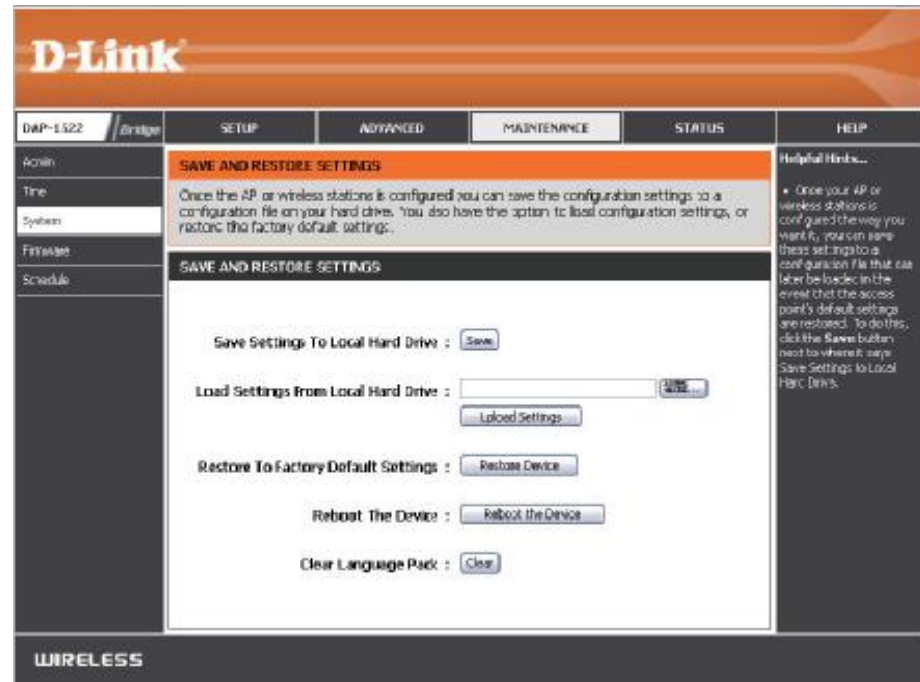 D-Link
DAP-1522
Bridge
SETUP
ADVANCED
MAINTENANCE
STATUS
HELP
Admin
Time
System
Firmware
Schedule
SAVE AND RESTORE SETTINGS
Once the AP or wireless stations is configured you can save the configuration settings to a
configuration file on your hard drive. You also have the option to load configuration settings, or
restore the factory default settings.
SAVE AND RESTORE SETTINGS
Save Settings To Local Hard Drive :
Save
Load Settings From Local Hard Drive :
Upload Settings
Restore To Factory Default Settings :
Restore Device
Reboot The Device :
Reboot the Device
Clear Language Pack :
Clear
Helpful Hints...
• Once your AP or
wireless stations is
configured the way you
want it, you can save
these settings to a
configuration file that can
later be loaded in the
event that the access
point's default settings
are restored. To do this,
click the Save button
next to where it says
Save Settings to Local
Hard Drive.
WIRELESS